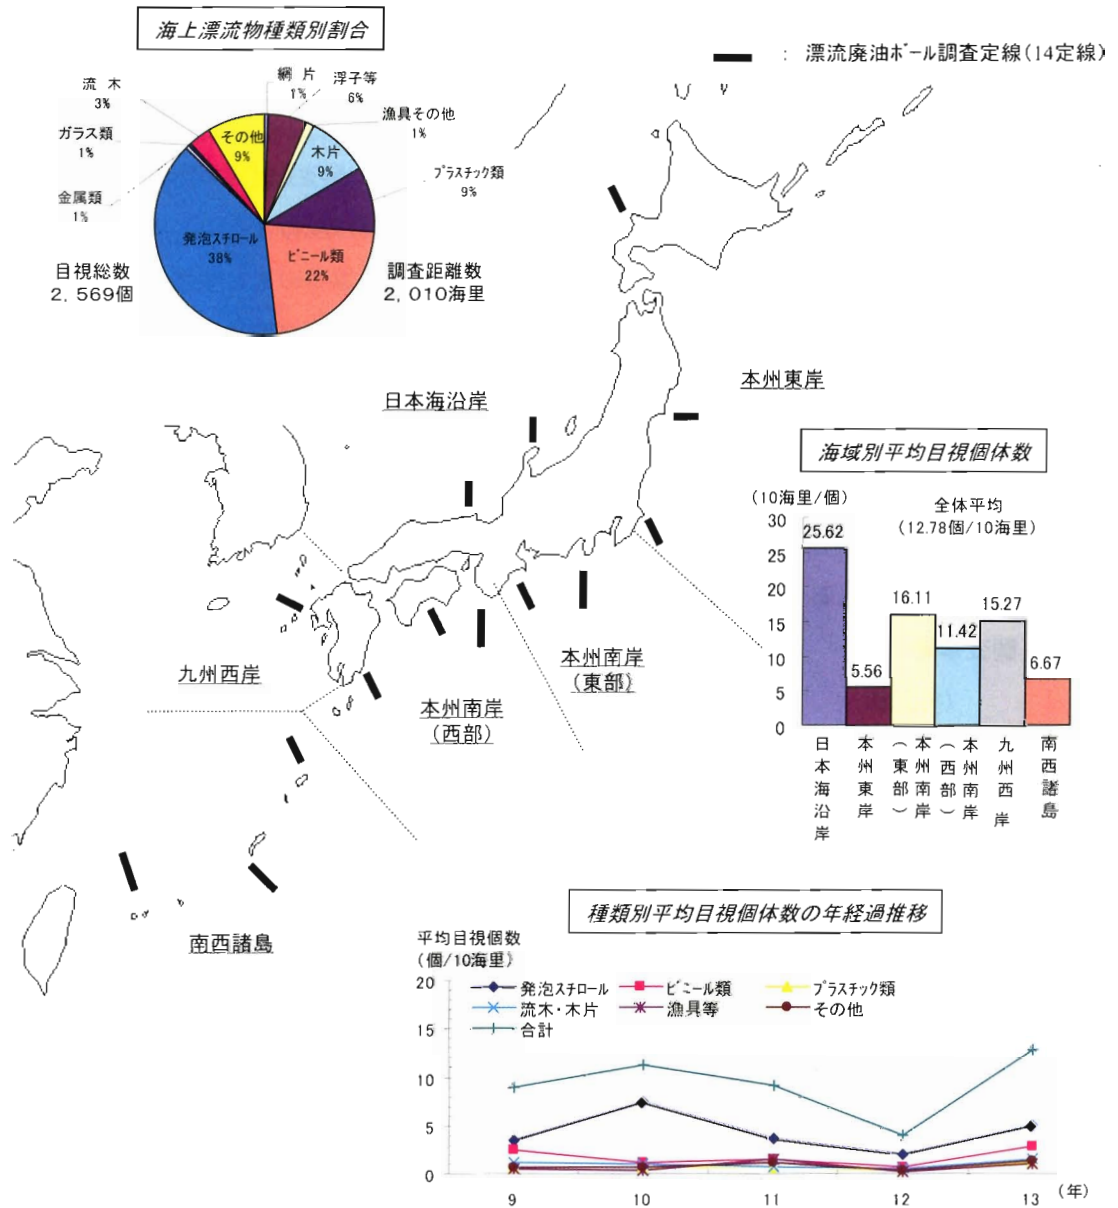 海上漂流物種類別割合
： 漂流廃油ボール調査定線(14定線)
網 片
1%
浮子等
6%
流 木
3%
漁具その他
1%
ガラス類
1%
その他
9%
木片
9%
プラスチック類
9%
金属類
1%
発泡スチロール
38%
ビニール類
22%
目視総数
2,569個
調査距離数
2,010海里
日本海沿岸
本州東岸
九州西岸
本州南岸
(東部)
本州南岸
(西部)
南西諸島
海域別平均目視個体数
(10海里/個)
全体平均
(12.78個/10海里)
30
25
20
15
10
5
0
25.62
5.56
16.11
11.42
15.27
6.67
日本海沿岸
本州東岸
本州南岸
(東部)
本州南岸
(西部)
九州西岸
南西諸島
種類別平均目視個体数の年経過推移
平均目視個数
(個/10海里)
発泡スチロール
ビニール類
プラスチック類
流木・木片
漁具等
その他
合計
20
15
10
5
0
9
10
11
12
13
(年)